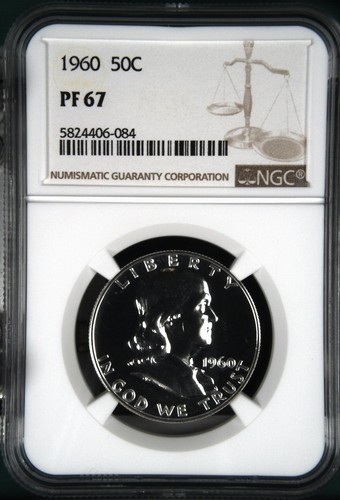 1960 50C
PF 67
5824406-084
NUMISMATIC GUARANTY CORPORATION
NGC®
LIBERTY
1960
IN GOD WE TRUST